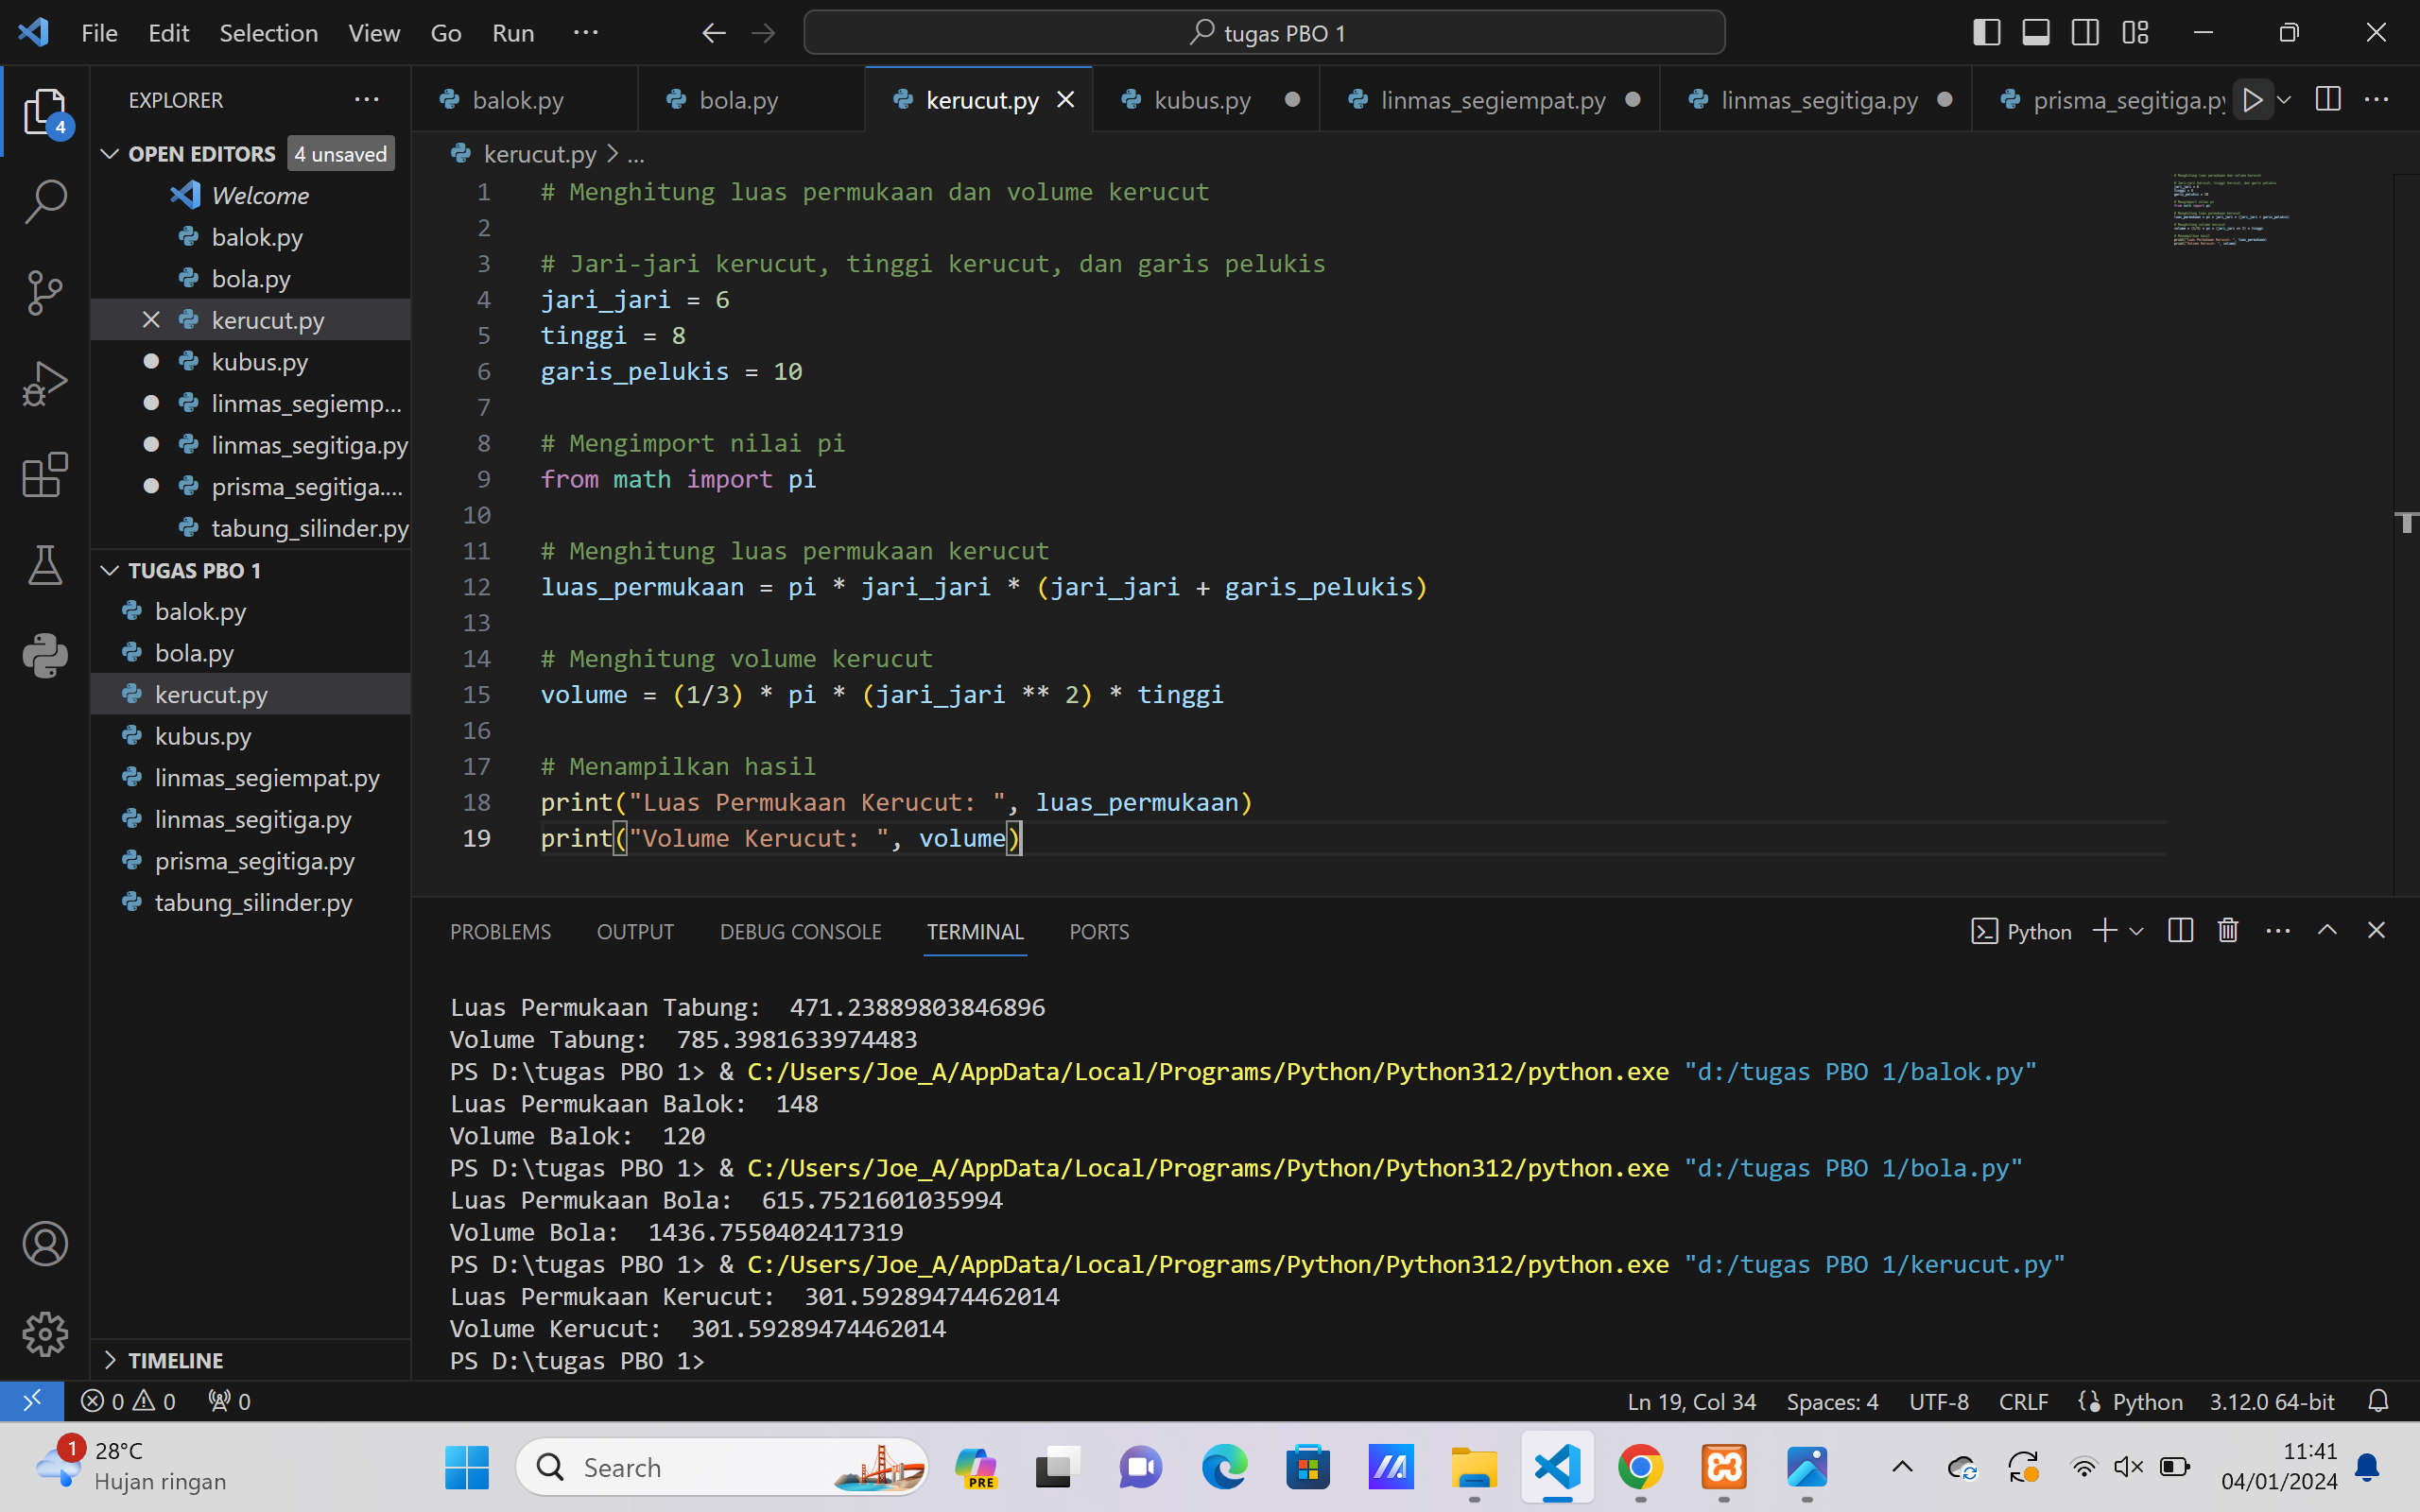 File Edit Selection View Go Run ···
tugas PBO 1
EXPLORER ···
4
OPEN EDITORS 4 unsaved
Welcome
balok.py
bola.py
kerucut.py
kubus.py
linmas_segiemp...
linmas_segitiga.py
prisma_segitiga....
tabung_silinder.py
TUGAS PBO 1
balok.py
bola.py
kerucut.py
kubus.py
linmas_segiempat.py
linmas_segitiga.py
prisma_segitiga.py
tabung_silinder.py
TIMELINE
balok.py bola.py kerucut.py kubus.py linmas_segiempat.py linmas_segitiga.py prisma_segitiga.py
kerucut.py > ...
1 # Menghitung luas permukaan dan volume kerucut
2
3 # Jari-jari kerucut, tinggi kerucut, dan garis pelukis
4 jari_jari = 6
5 tinggi = 8
6 garis_pelukis = 10
7
8 # Mengimport nilai pi
9 from math import pi
10
11 # Menghitung luas permukaan kerucut
12 luas_permukaan = pi * jari_jari * (jari_jari + garis_pelukis)
13
14 # Menghitung volume kerucut
15 volume = (1/3) * pi * (jari_jari ** 2) * tinggi
16
17 # Menampilkan hasil
18 print("Luas Permukaan Kerucut: ", luas_permukaan)
19 print("Volume Kerucut: ", volume)
PROBLEMS OUTPUT DEBUG CONSOLE TERMINAL PORTS
Python
Luas Permukaan Tabung:  471.23889803846896
Volume Tabung:  785.3981633974483
PS D:\tugas PBO 1> & C:/Users/Joe_A/AppData/Local/Programs/Python/Python312/python.exe "d:/tugas PBO 1/balok.py"
Luas Permukaan Balok:  148
Volume Balok:  120
PS D:\tugas PBO 1> & C:/Users/Joe_A/AppData/Local/Programs/Python/Python312/python.exe "d:/tugas PBO 1/bola.py"
Luas Permukaan Bola:  615.7521601035994
Volume Bola:  1436.7550402417319
PS D:\tugas PBO 1> & C:/Users/Joe_A/AppData/Local/Programs/Python/Python312/python.exe "d:/tugas PBO 1/kerucut.py"
Luas Permukaan Kerucut:  301.59289474462014
Volume Kerucut:  301.59289474462014
PS D:\tugas PBO 1>
0 0 0
Ln 19, Col 34 Spaces: 4 UTF-8 CRLF Python 3.12.0 64-bit
1
28°C
Hujan ringan
Search
PRE
11:41
04/01/2024